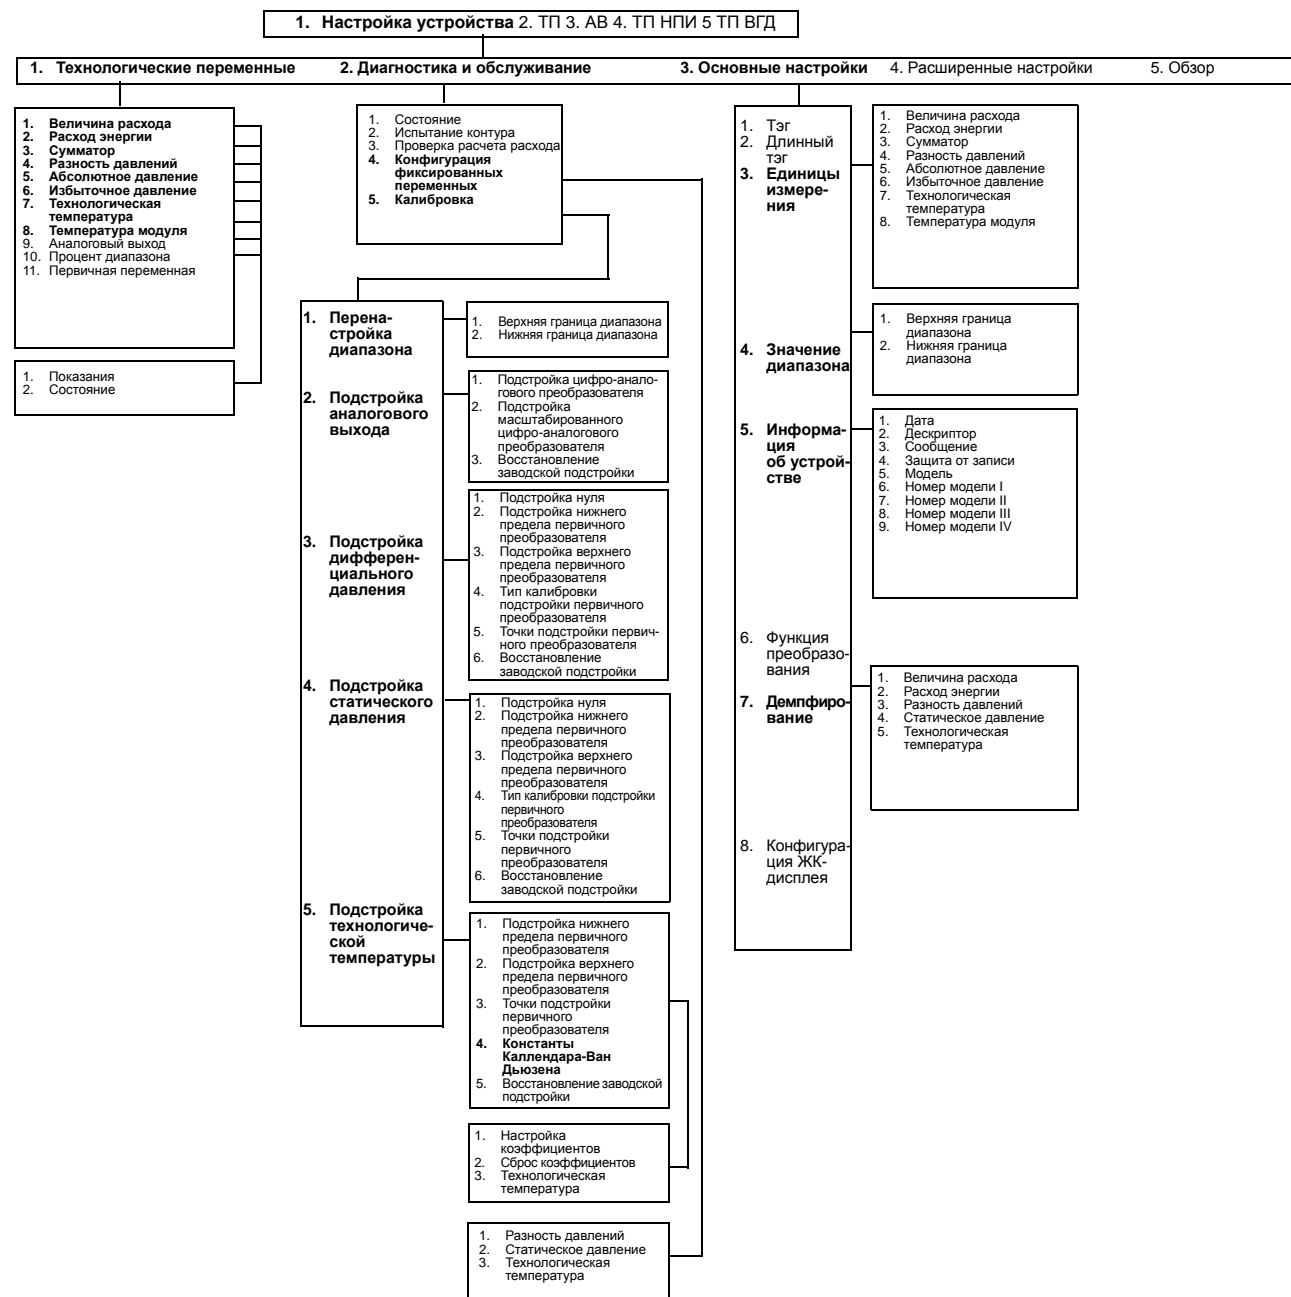 1. Настройка устройства 2. ТП 3. АВ 4. ТП НПИ 5 ТП ВГД
1. Технологические переменные
2. Диагностика и обслуживание
3. Основные настройки
4. Расширенные настройки
5. Обзор
1. Величина расхода
2. Расход энергии
3. Сумматор
4. Разность давлений
5. Абсолютное давление
6. Избыточное давление
7. Технологическая
температура
8. Температура модуля
9. Аналоговый выход
10. Процент диапазона
11. Первичная переменная
1. Показания
2. Состояние
1. Состояние
2. Испытание контура
3. Проверка расчета расхода
4. Конфигурация
фиксированных
переменных
5. Калибровка
1. Перена-
стройка
диапазона
2. Подстройка
аналогового
выхода
3. Подстройка
дифферен-
циального
давления
4. Подстройка
статического
давления
5. Подстройка
технологиче-
ской
температуры
1. Верхняя граница диапазона
2. Нижняя граница диапазона
1. Подстройка цифро-анало-
гового преобразователя
2. Подстройка
масштабированного
цифро-аналогового
преобразователя
3. Восстановление
заводской подстройки
1. Подстройка нуля
2. Подстройка нижнего
предела первичного
преобразователя
3. Подстройка верхнего
предела первичного
преобразователя
4. Тип калибровки
подстройки первичного
преобразователя
5. Точки подстройки первич-
ного преобразователя
6. Восстановление
заводской подстройки
1. Подстройка нуля
2. Подстройка нижнего
предела первичного
преобразователя
3. Подстройка верхнего
предела первичного
преобразователя
4. Тип калибровки подстройки
первичного
преобразователя
5. Точки подстройки
первичного
преобразователя
6. Восстановление
заводской подстройки
1. Подстройка нижнего
предела первичного
преобразователя
2. Подстройка верхнего
предела первичного
преобразователя
3. Точки подстройки
первичного
преобразователя
4. Константы
Каллендара-Ван
Дьюзена
5. Восстановление заводской
подстройки
1. Настройка
коэффициентов
2. Сброс коэффициентов
3. Технологическая
температура
1. Разность давлений
2. Статическое давление
3. Технологическая
температура
1. Тэг
2. Длинный
тэг
3. Единицы
измере-
ния
4. Значение
диапазона
5. Информа-
ция
об устрой-
стве
6. Функция
преобразо-
вания
7. Демпфиро-
вание
8. Конфигура-
ция ЖК-
дисплея
1. Величина расхода
2. Расход энергии
3. Сумматор
4. Разность давлений
5. Абсолютное давление
6. Избыточное давление
7. Технологическая
температура
8. Температура модуля
1. Верхняя граница
диапазона
2. Нижняя граница
диапазона
1. Дата
2. Дескриптор
3. Сообщение
4. Защита от записи
5. Модель
6. Номер модели I
7. Номер модели II
8. Номер модели III
9. Номер модели IV
1. Величина расхода
2. Расход энергии
3. Разность давлений
4. Статическое давление
5. Технологическая
температура